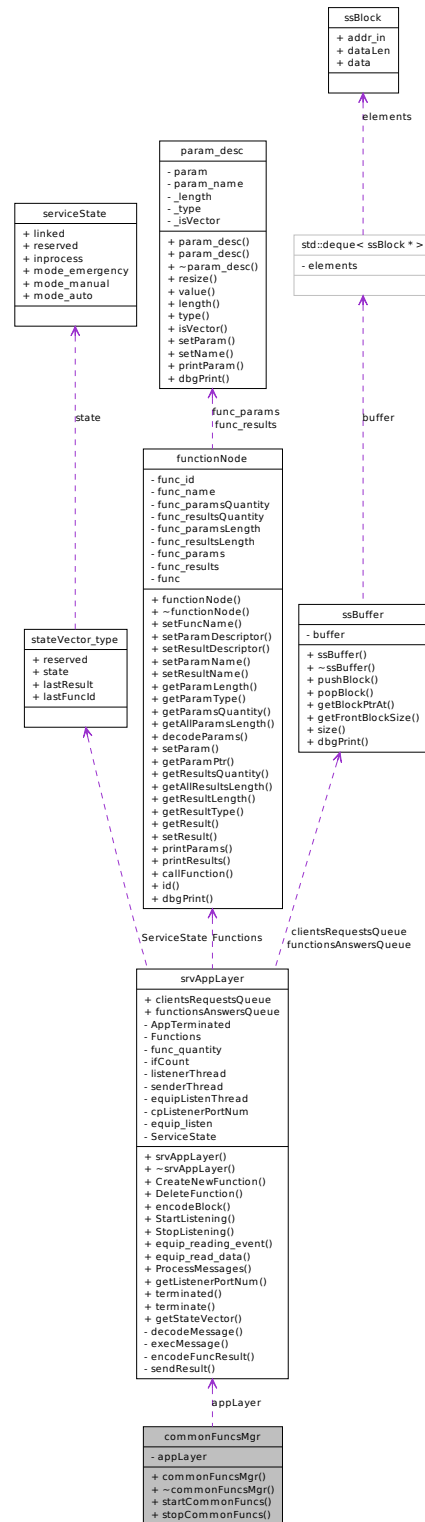 ssBlock
+ addr_in
+ dataLen
+ data
elements
param_desc
- param
- param_name
- _length
- _type
- _isVector
+ param_desc()
+ param_desc()
+ ~param_desc()
+ resize()
+ value()
+ length()
+ type()
+ isVector()
+ setParam()
+ setName()
+ printParam()
+ dbgPrint()
serviceState
+ linked
+ reserved
+ inprocess
+ mode_emergency
+ mode_manual
+ mode_auto
std::deque< ssBlock * >
- elements
state
func_params
func_results
buffer
functionNode
- func_id
- func_name
- func_paramsQuantity
- func_resultsQuantity
- func_paramsLength
- func_resultsLength
- func_params
- func_results
- func
+ functionNode()
+ ~functionNode()
+ setFuncName()
+ setParamDescriptor()
+ setResultDescriptor()
+ setParamName()
+ setResultName()
+ getParamLength()
+ getParamType()
+ getParamsQuantity()
+ getAllParamsLength()
+ decodeParams()
+ setParam()
+ getParamPtr()
+ getResultsQuantity()
+ getAllResultsLength()
+ getResultLength()
+ getResultType()
+ getResult()
+ setResult()
+ printParams()
+ printResults()
+ callFunction()
+ id()
+ dbgPrint()
stateVector_type
+ reserved
+ state
+ lastResult
+ lastFuncId
ssBuffer
- buffer
+ ssBuffer()
+ ~ssBuffer()
+ pushBlock()
+ popBlock()
+ getBlockPtrAt()
+ getFrontBlockSize()
+ size()
+ dbgPrint()
ServiceState
Functions
clientsRequestsQueue
functionsAnswersQueue
srvAppLayer
+ clientsRequestsQueue
+ functionsAnswersQueue
- AppTerminated
- Functions
- func_quantity
- ifCount
- listenerThread
- senderThread
- equipListenThread
- cpListenerPortNum
- equip_listen
- ServiceState
+ srvAppLayer()
+ ~srvAppLayer()
+ CreateNewFunction()
+ DeleteFunction()
+ encodeBlock()
+ StartListening()
+ StopListening()
+ equip_reading_event()
+ equip_read_data()
+ ProcessMessages()
+ getListenerPortNum()
+ terminated()
+ terminate()
+ getStateVector()
- decodeMessage()
- execMessage()
- encodeFuncResult()
- sendResult()
appLayer
commonFuncsMgr
- appLayer
+ commonFuncsMgr()
+ ~commonFuncsMgr()
+ startCommonFuncs()
+ stopCommonFuncs()